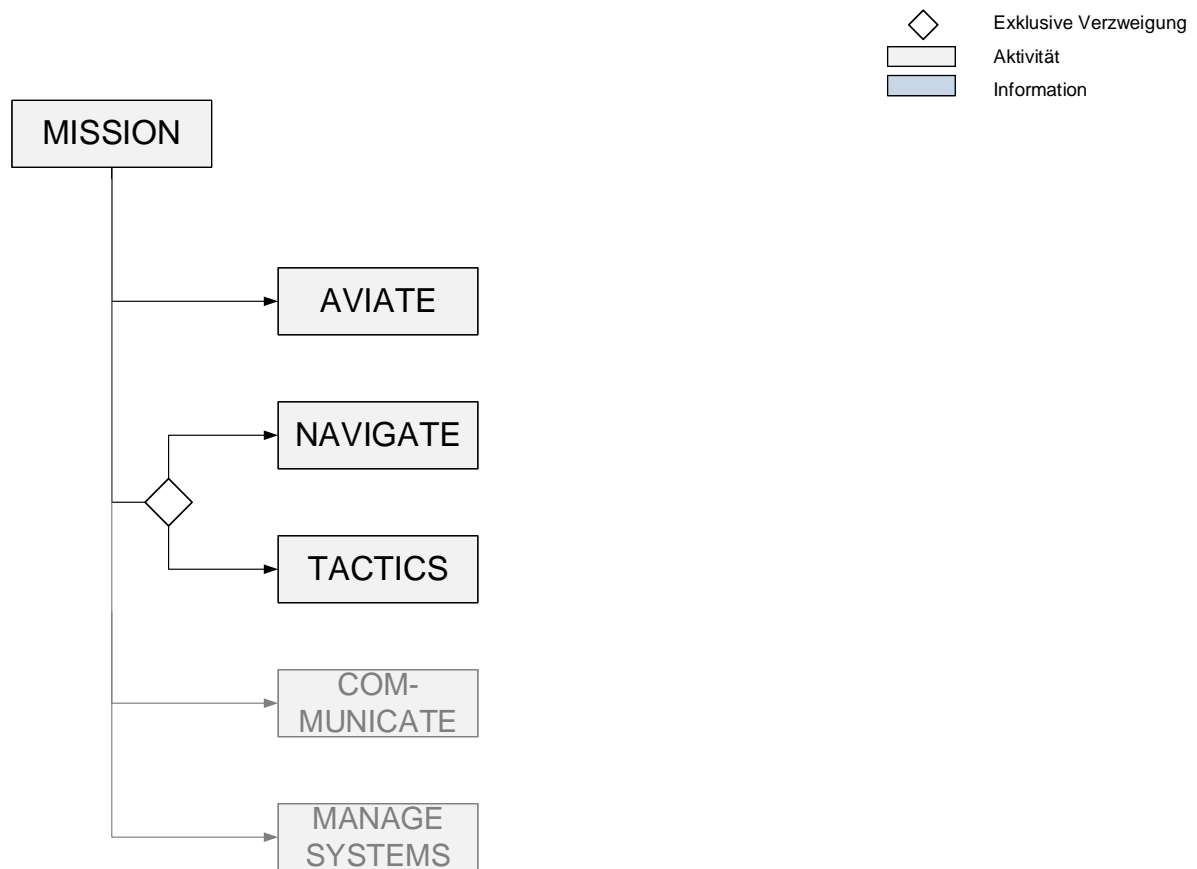 Exklusive Verzweigung
Aktivität
Information
MISSION
AVIATE
NAVIGATE
TACTICS
COM-
MUNICATE
MANAGE
SYSTEMS